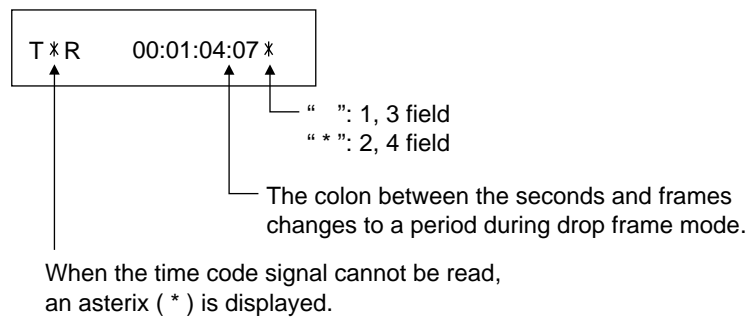 T*R 00:01:04:07*
“ ”: 1, 3 field
“ * ”: 2, 4 field
The colon between the seconds and frames
changes to a period during drop frame mode.
When the time code signal cannot be read,
an asterix ( * ) is displayed.